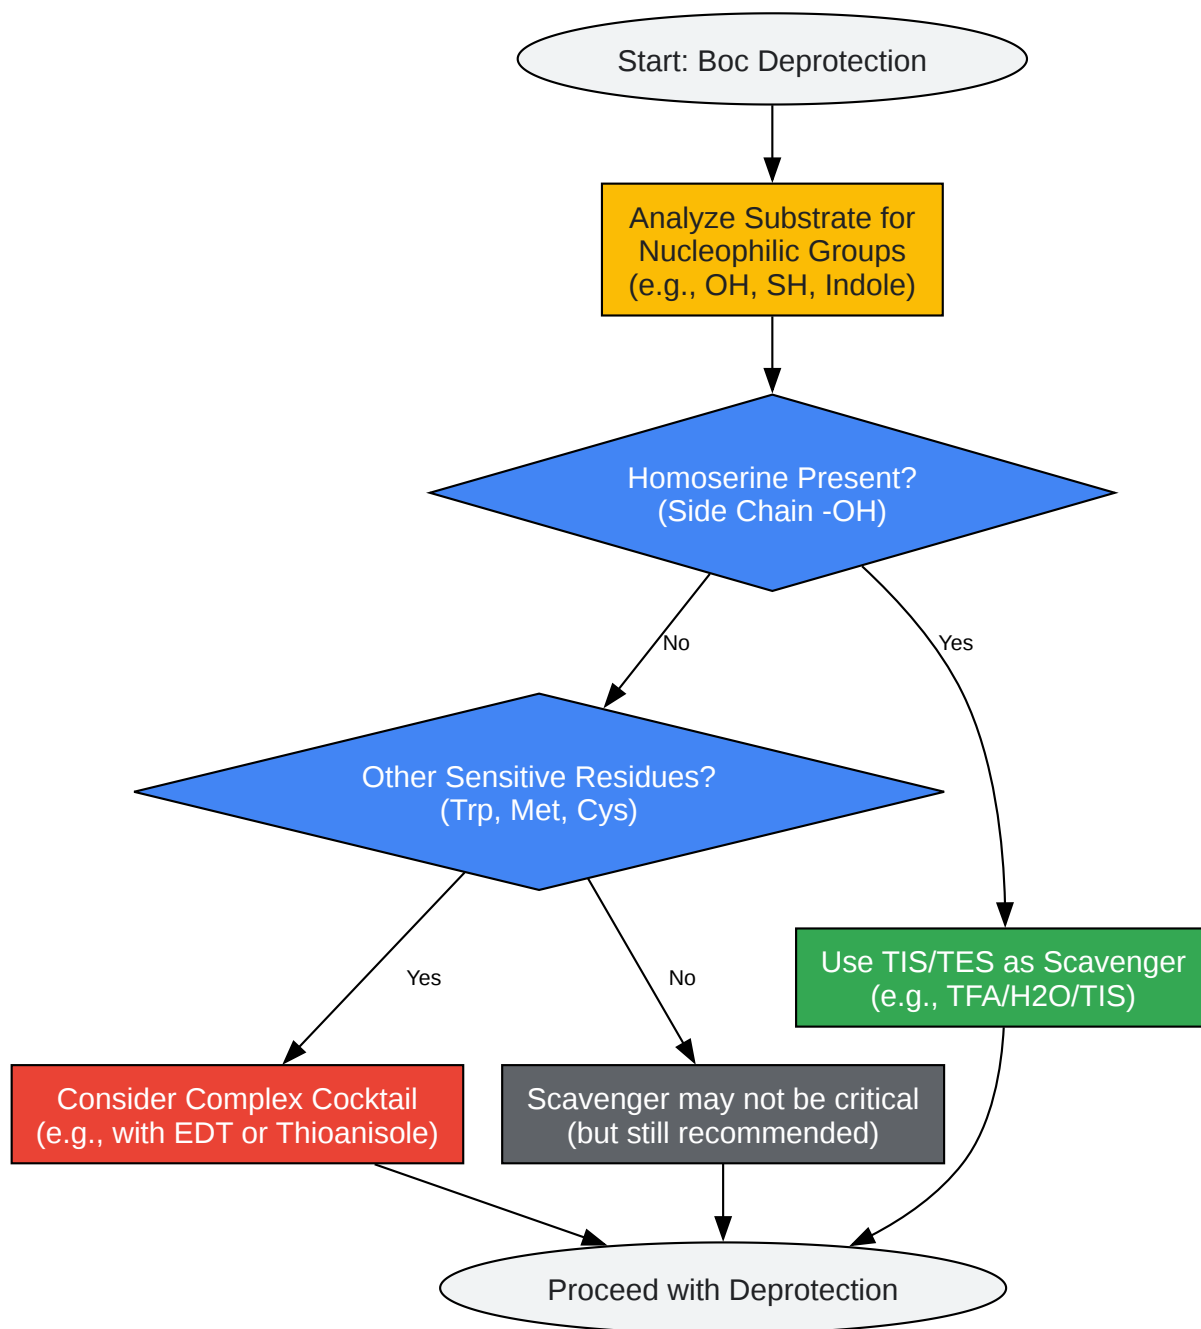 Start: Boc Deprotection
Analyze Substrate for
Nucleophilic Groups
(e.g., OH, SH, Indole)
Homoserine Present?
(Side Chain -OH)
No
Yes
Other Sensitive Residues?
(Trp, Met, Cys)
Yes
No
Use TIS/TES as Scavenger
(e.g., TFA/H2O/TIS)
Consider Complex Cocktail
(e.g., with EDT or Thioanisole)
Scavenger may not be critical
(but still recommended)
Proceed with Deprotection